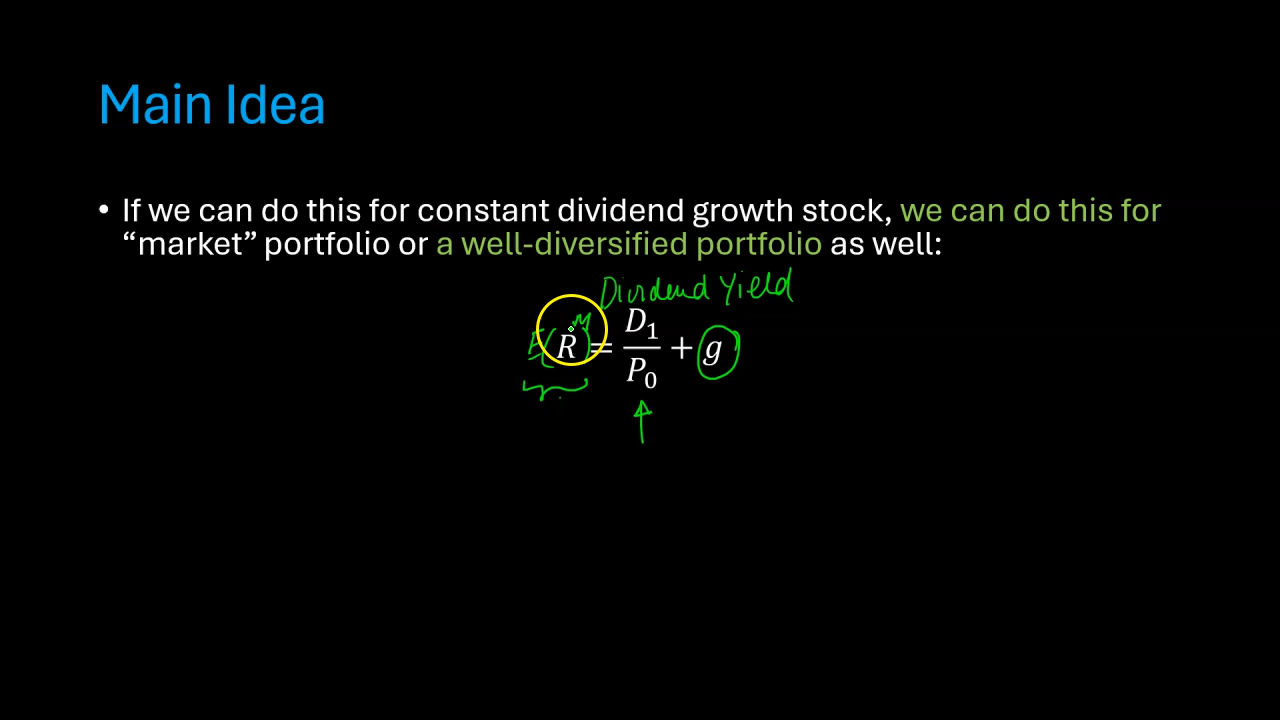 Main Idea
• If we can do this for constant dividend growth stock, we can do this for
“market” portfolio or a well-diversified portfolio as well:
Dividend Yield
E(R^M) = D₁/P₀ + g